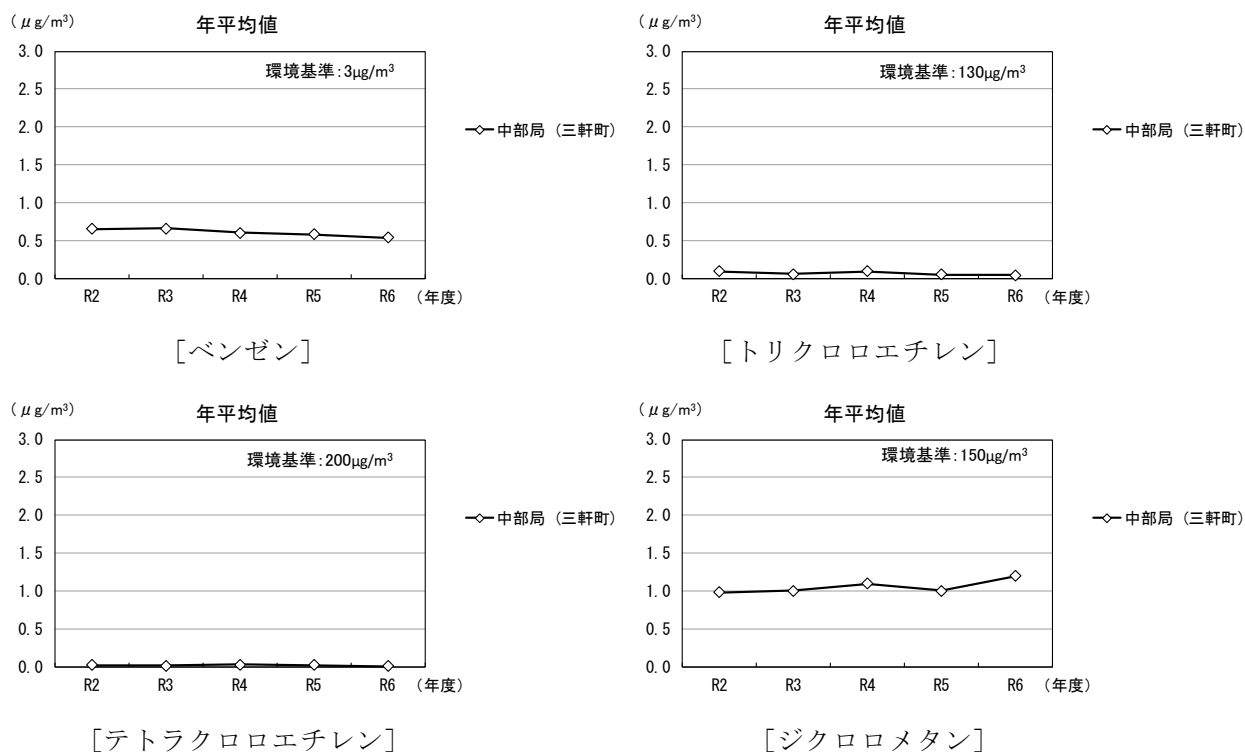 (μg/m³) 年平均値
3.0
環境基準:3μg/m³
2.5
2.0
中部局(三軒町)
1.5
1.0
0.5
0.0
R2 R3 R4 R5 R6 (年度)
[ベンゼン]
(μg/m³) 年平均値
3.0
環境基準:130μg/m³
2.5
2.0
中部局(三軒町)
1.5
1.0
0.5
0.0
R2 R3 R4 R5 R6 (年度)
[トリクロロエチレン]
(μg/m³) 年平均値
3.0
環境基準:200μg/m³
2.5
2.0
中部局(三軒町)
1.5
1.0
0.5
0.0
R2 R3 R4 R5 R6 (年度)
[テトラクロロエチレン]
(μg/m³) 年平均値
3.0
環境基準:150μg/m³
2.5
2.0
中部局(三軒町)
1.5
1.0
0.5
0.0
R2 R3 R4 R5 R6 (年度)
[ジクロロメタン]